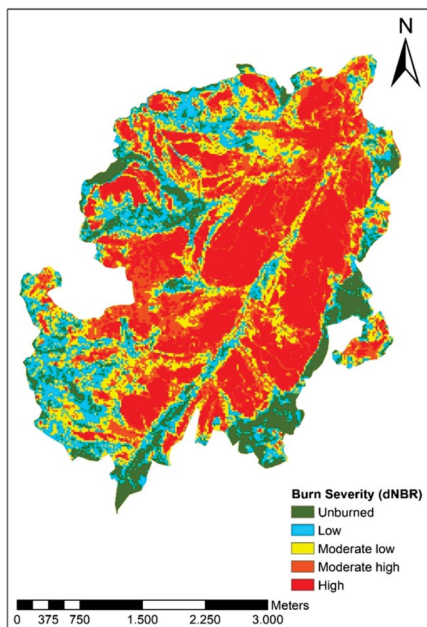 N
Burn Severity (dNBR)
Unburned
Low
Moderate low
Moderate high
High
Meters
0 375 750 1.500 2.250 3.000